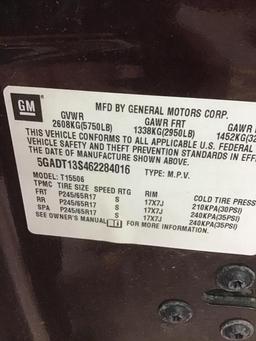 GM
MFD BY GENERAL MOTORS CORP.
GVWR GAWR FRT GAWR
2608KG(5750LB) 1338KG(2950LB) 1452KG(32
THIS VEHICLE CONFORMS TO ALL APPLICABLE U.S. FEDERAL
VEHICLE SAFETY AND THEFT PREVENTION STANDARDS IN EFF
THE DATE OF MANUFACTURE SHOWN ABOVE.
5GADT13S462284016 TYPE: M.P.V.
MODEL: T15506
TPMC TIRE SIZE SPEED RTG RIM COLD TIRE PRESS
FRT P245/65R17 S 17X7J 210KPA(30PSI)
RR P245/65R17 S 17X7J 240KPA(35PSI)
SPA P245/65R17 S 17X7J 240KPA(35PSI)
SEE OWNER'S MANUAL FOR MORE INFORMATION.